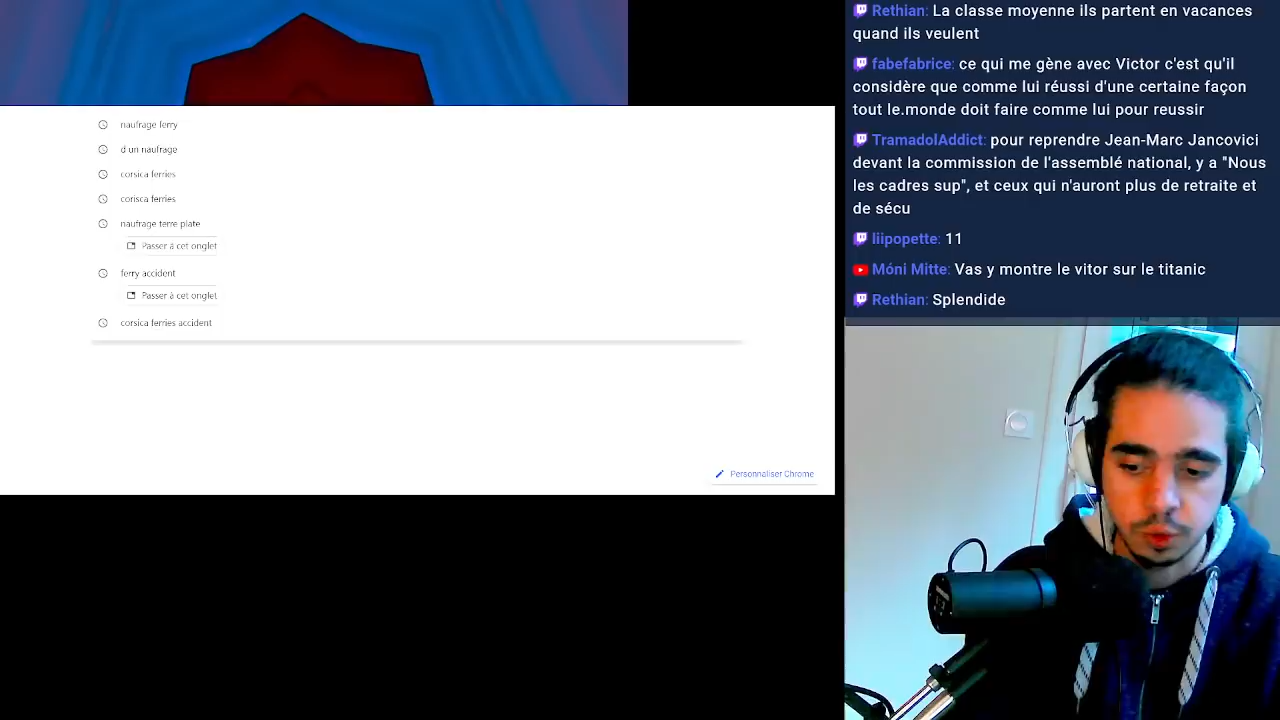 naufrage ferry
d un naufrage
corsica ferries
corisca ferries
naufrage terre plate
Passer à cet onglet
ferry accident
Passer à cet onglet
corsica ferries accident
Personnaliser Chrome
Rethian: La classe moyenne ils partent en vacances
quand ils veulent
fabefabrice: ce qui me gène avec Victor c'est qu'il
considère que comme lui réussi d'une certaine façon
tout le.monde doit faire comme lui pour reussir
TramadolAddict: pour reprendre Jean-Marc Jancovici
devant la commission de l'assemblé national, y a "Nous
les cadres sup", et ceux qui n'auront plus de retraite et
de sécu
liipopette: 11
Móni Mitte: Vas y montre le vitor sur le titanic
Rethian: Splendide